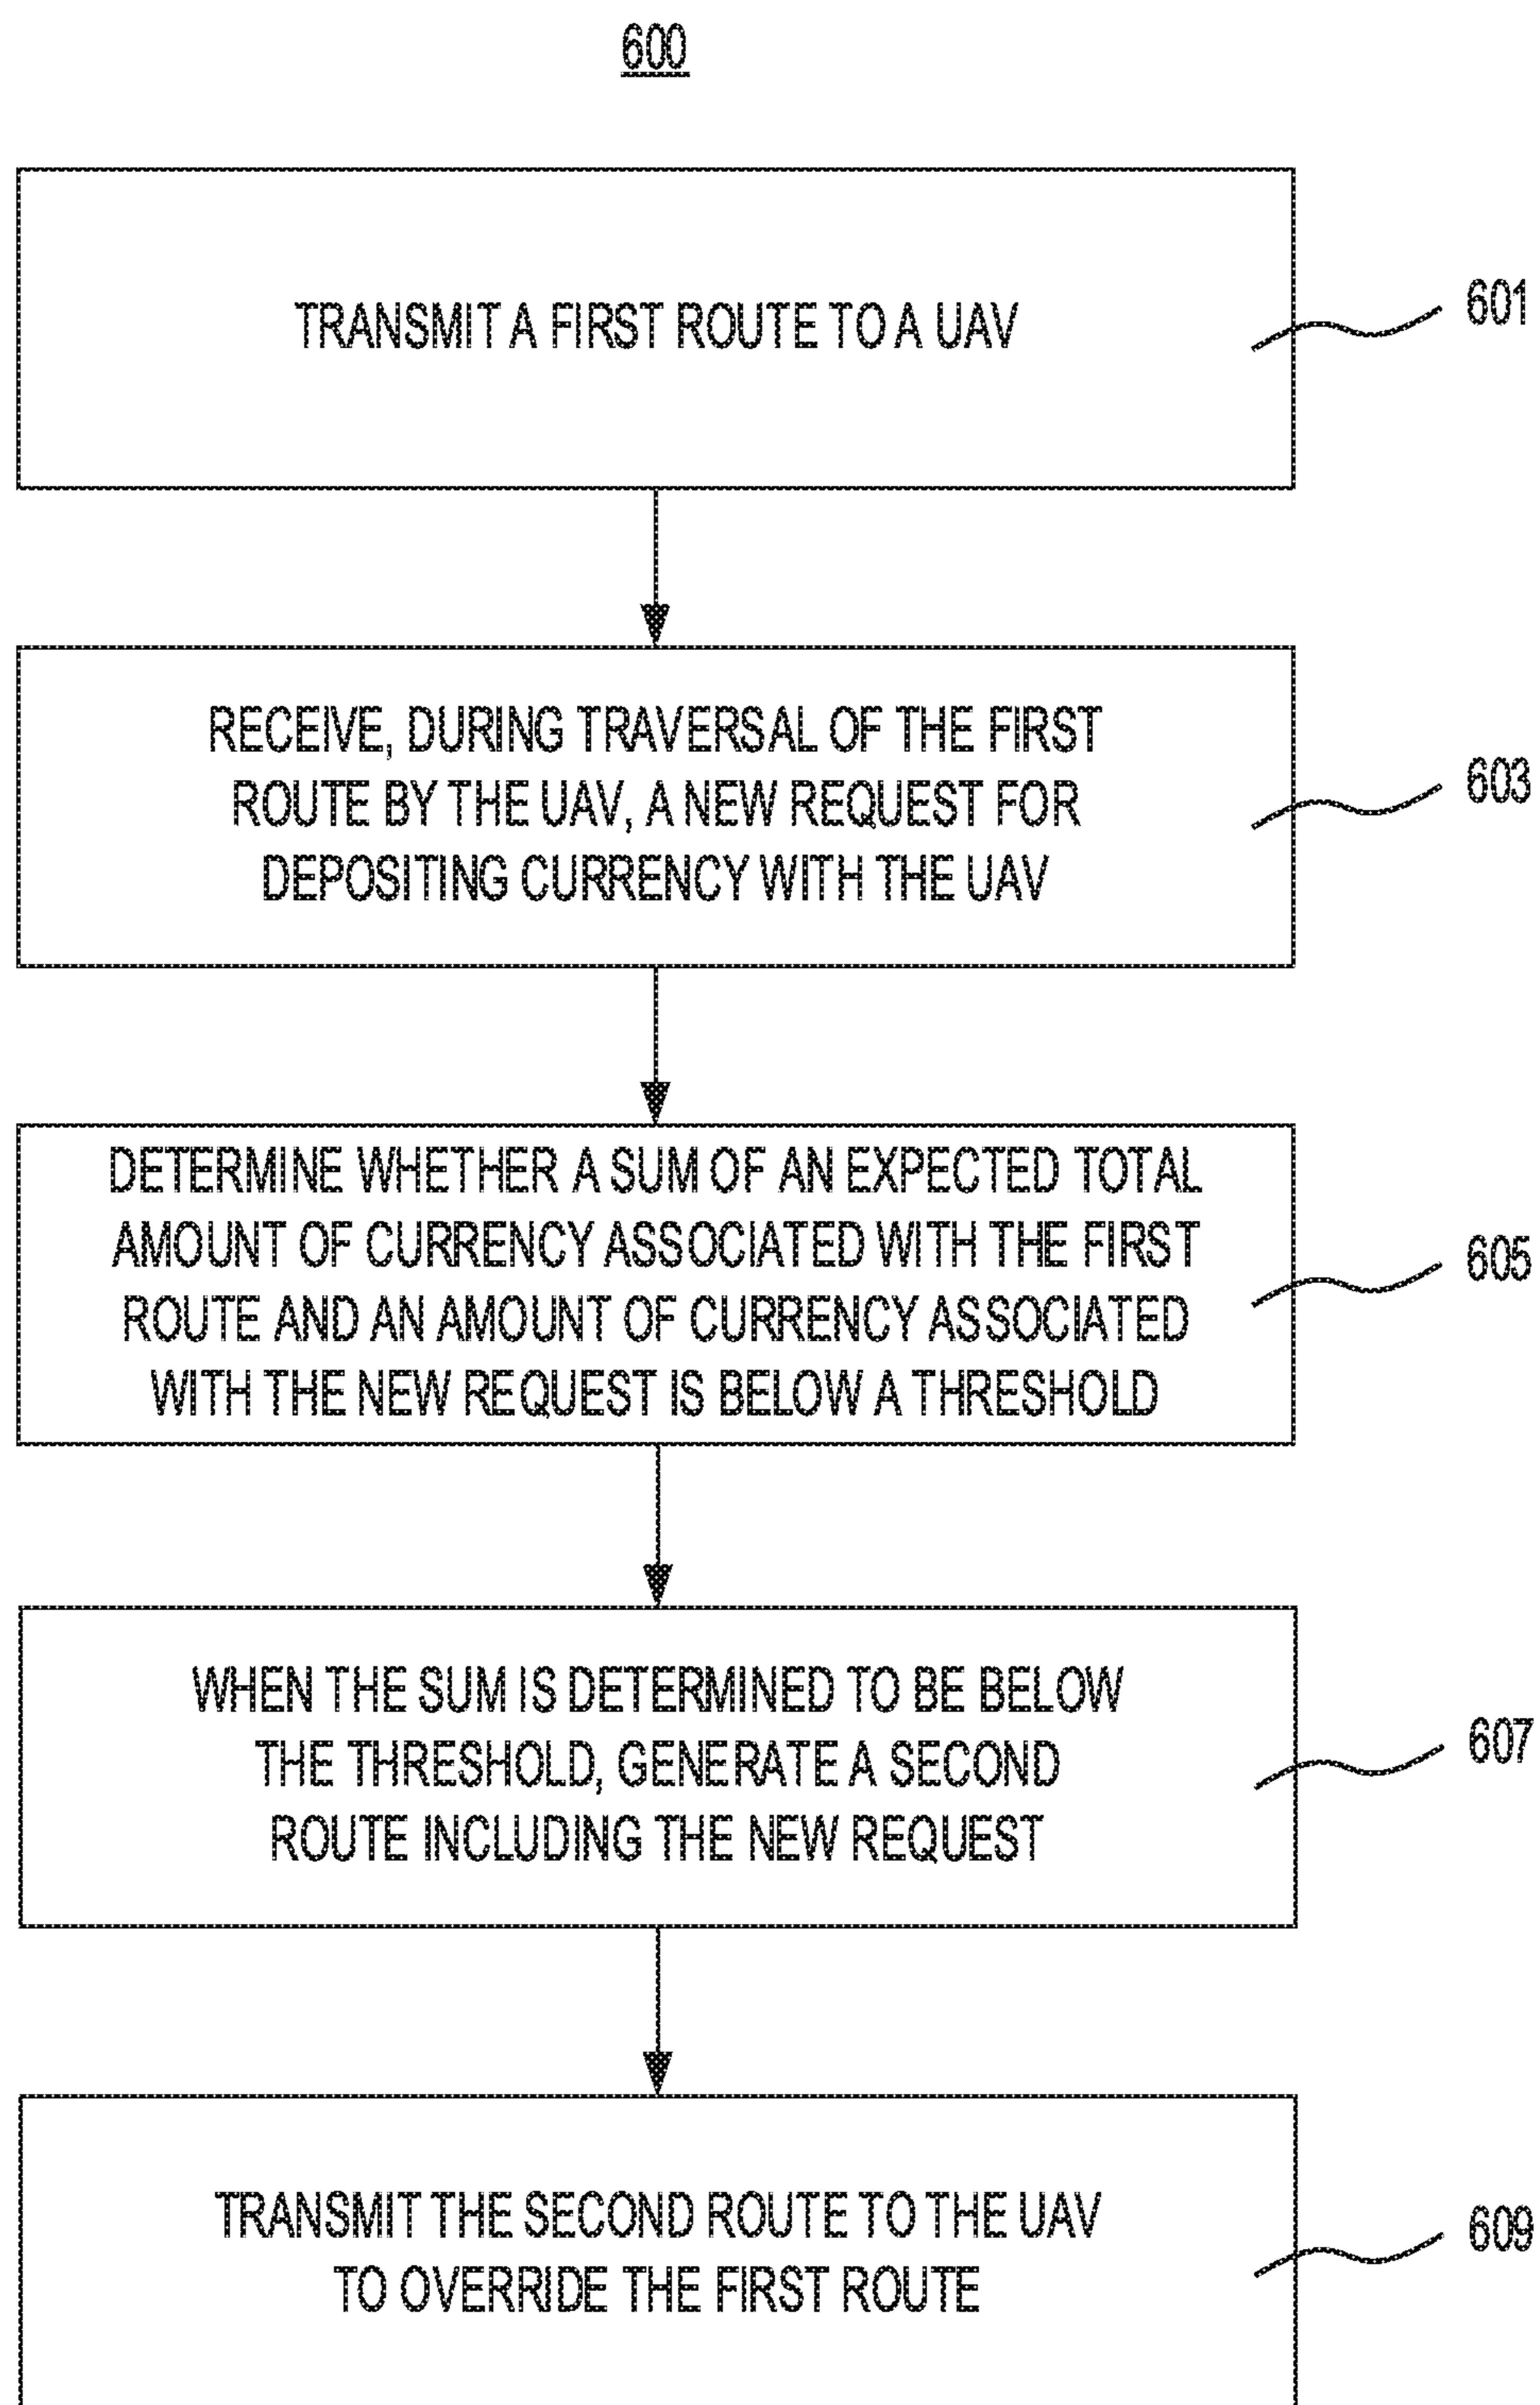 600
TRANSMIT A FIRST ROUTE TO A UAV
601
RECEIVE, DURING TRAVERSAL OF THE FIRST
ROUTE BY THE UAV, A NEW REQUEST FOR
DEPOSITING CURRENCY WITH THE UAV
603
DETERMINE WHETHER A SUM OF AN EXPECTED TOTAL
AMOUNT OF CURRENCY ASSOCIATED WITH THE FIRST
ROUTE AND AN AMOUNT OF CURRENCY ASSOCIATED
WITH THE NEW REQUEST IS BELOW A THRESHOLD
605
WHEN THE SUM IS DETERMINED TO BE BELOW
THE THRESHOLD, GENERATE A SECOND
ROUTE INCLUDING THE NEW REQUEST
607
TRANSMIT THE SECOND ROUTE TO THE UAV
TO OVERRIDE THE FIRST ROUTE
609